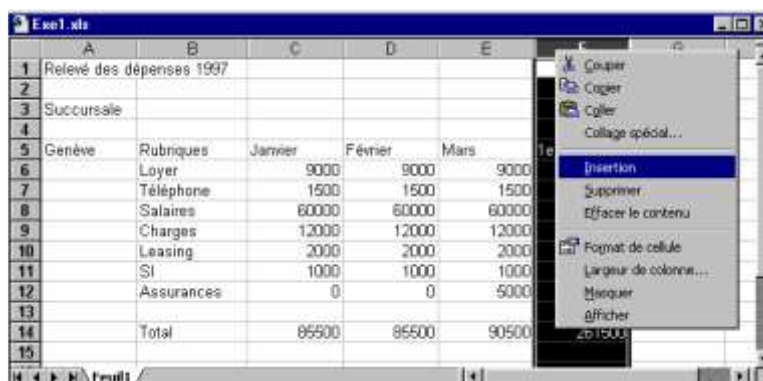 Exe1.xls
A B C D E F G
1 Relevé des dépenses 1997
2
3 Succursale
4
5 Genève Rubriques Janvier Février Mars 1e
6 Loyer 9000 9000 9000
7 Téléphone 1500 1500 1500
8 Salaires 60000 60000 60000
9 Charges 12000 12000 12000
10 Leasing 2000 2000 2000
11 SI 1000 1000 1000
12 Assurances 0 0 5000
13
14 Total 85500 85500 90500 261500
15
Feuil1
Couper
Copier
Coller
Collage spécial...
Insertion
Supprimer
Effacer le contenu
Format de cellule
Largeur de colonne...
Masquer
Afficher